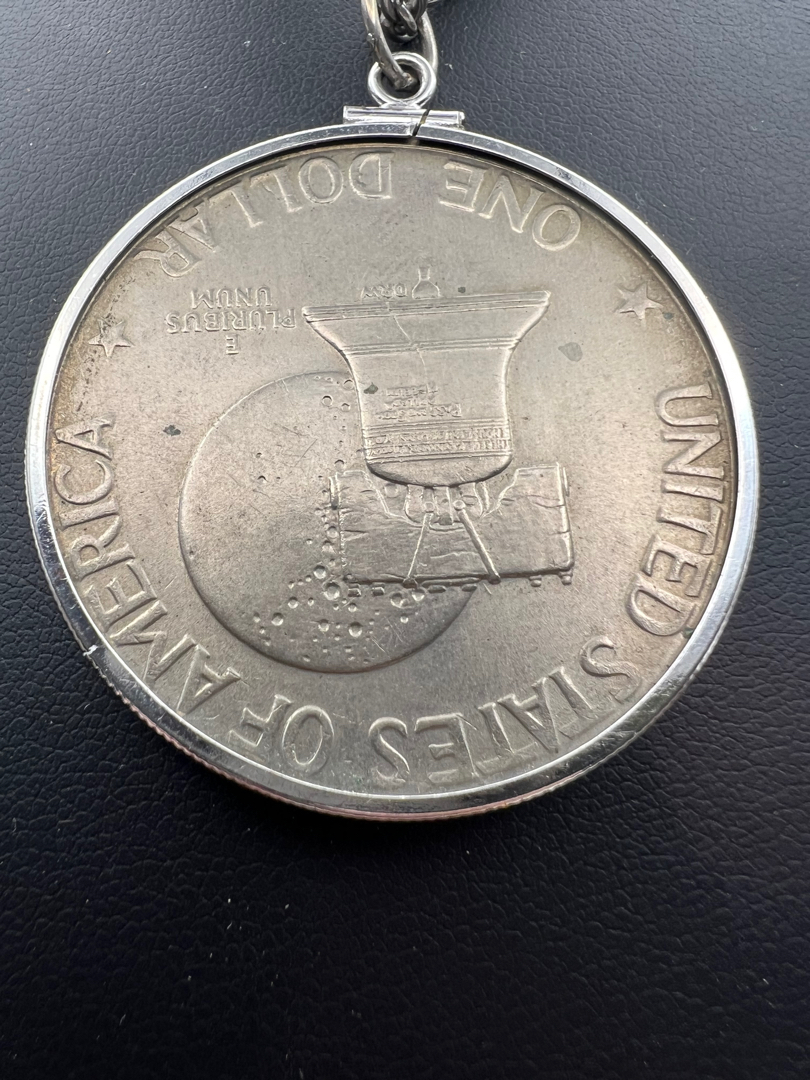 UNITED STATES OF AMERICA
E
PLURIBUS
UNUM
ONE DOLLAR